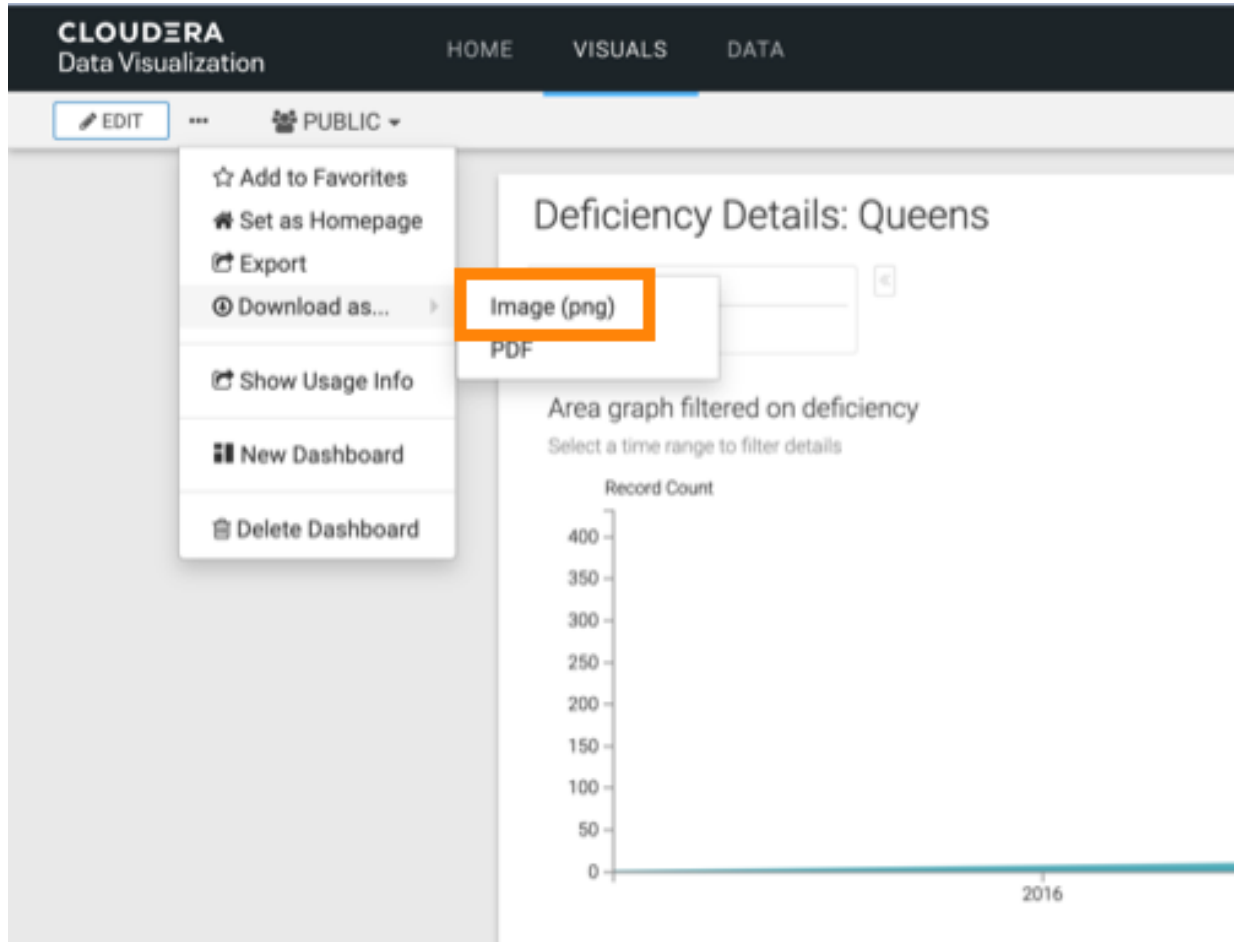 CLOUDERA
Data Visualization
HOME VISUALS DATA
EDIT ... PUBLIC
Add to Favorites
Set as Homepage
Export
Download as...
Image (png)
PDF
Show Usage Info
New Dashboard
Delete Dashboard
Deficiency Details: Queens
«
Area graph filtered on deficiency
Select a time range to filter details
Record Count
400
350
300
250
200
150
100
50
0
2016